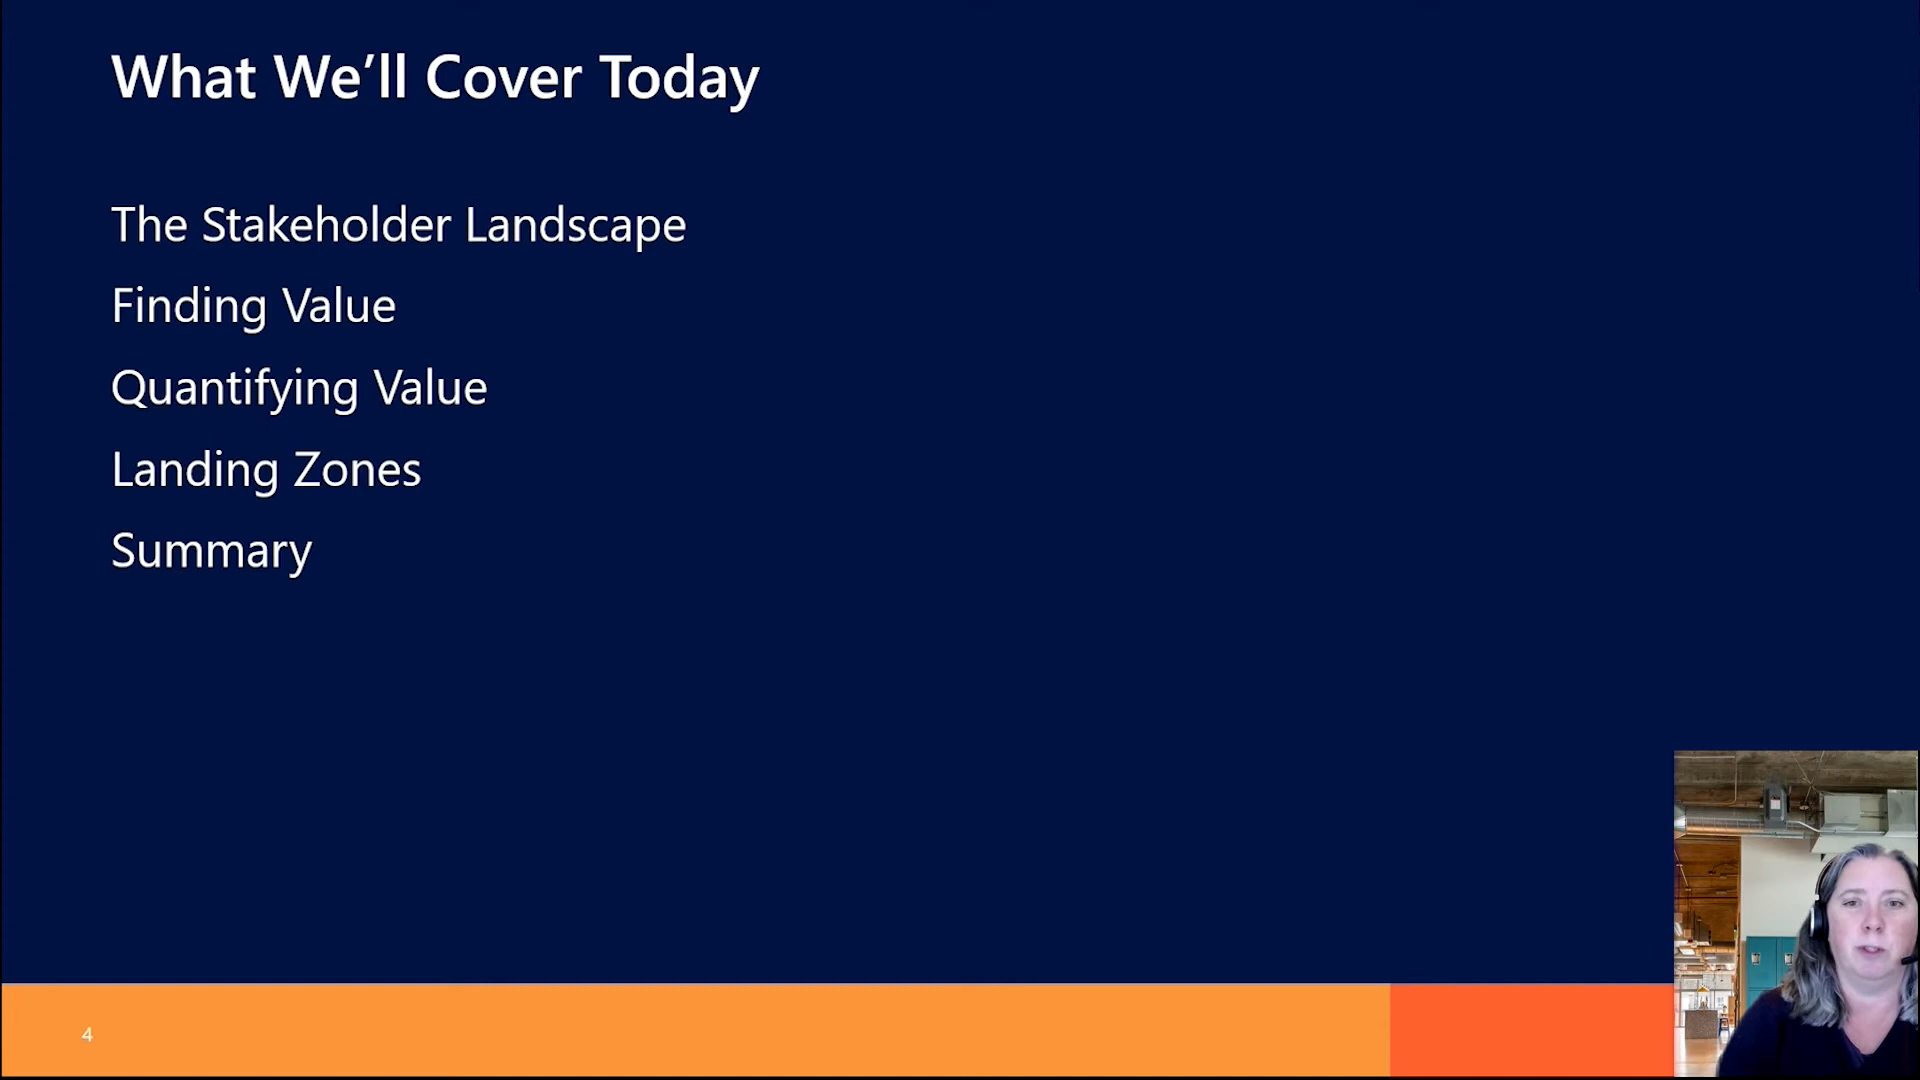 What We’ll Cover Today
The Stakeholder Landscape
Finding Value
Quantifying Value
Landing Zones
Summary
4